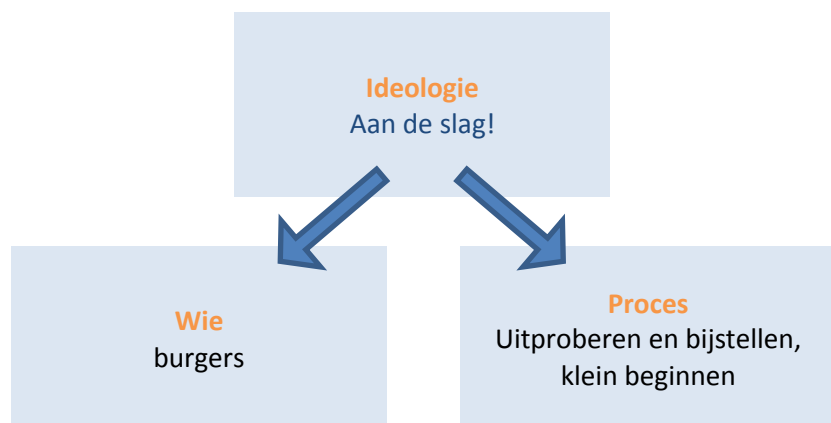 Ideologie
Aan de slag!
Wie
burgers
Proces
Uitproberen en bijstellen,
klein beginnen